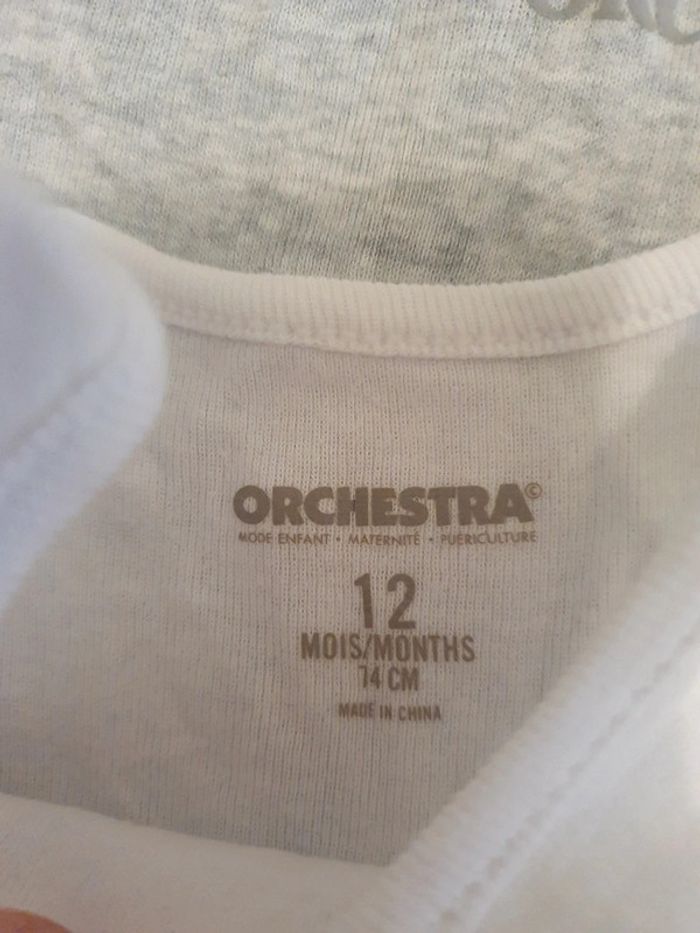 ORCHESTRA©
MODE ENFANT • MATERNITÉ • PUÉRICULTURE
12
MOIS/MONTHS
74 CM
MADE IN CHINA